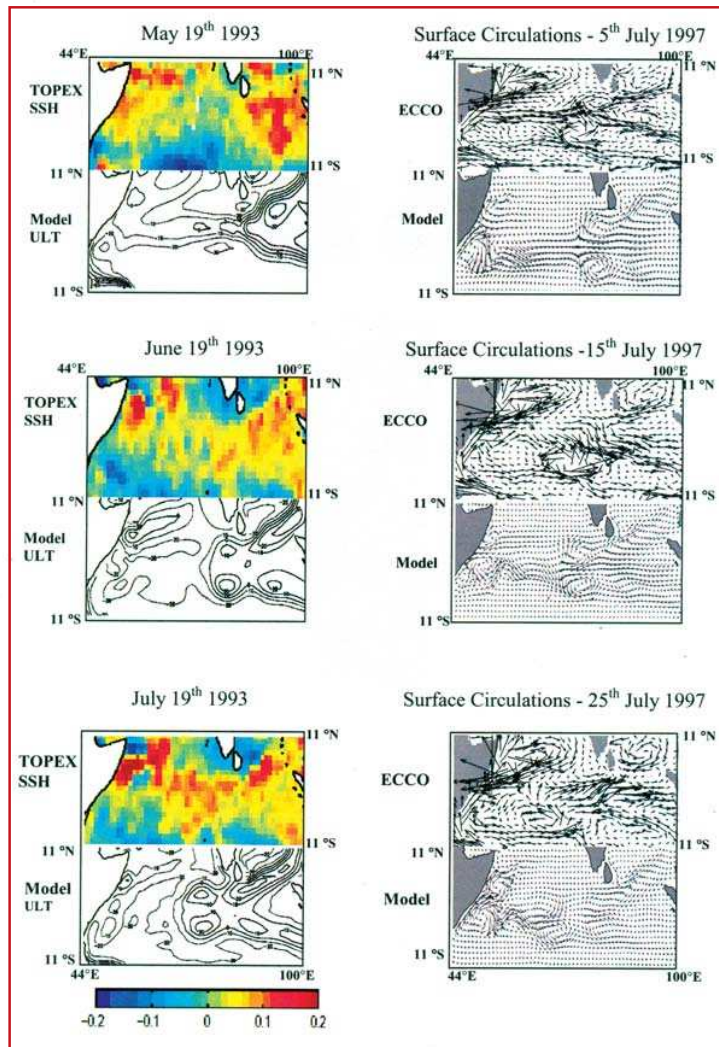 May 19th 1993
44°E
100°E
11 °N
TOPEX
SSH
11 °S
11 °N
Model
ULT
11 °S
June 19th 1993
44°E
100°E
11 °N
TOPEX
SSH
11 °S
11 °N
Model
ULT
11 °S
July 19th 1993
11 °N
TOPEX
SSH
11 °S
11 °N
Model
ULT
11 °S
44°E
100°E
-0.2
-0.1
0
0.1
0.2
Surface Circulations - 5th July 1997
44°E
100°E
11 °N
ECCO
11 °S
11 °N
Model
11 °S
Surface Circulations -15th July 1997
44°E
100°E
11 °N
ECCO
11 °S
11 °N
Model
11 °S
Surface Circulations - 25th July 1997
11 °N
ECCO
11 °S
11 °N
Model
11 °S
44°E
100°E